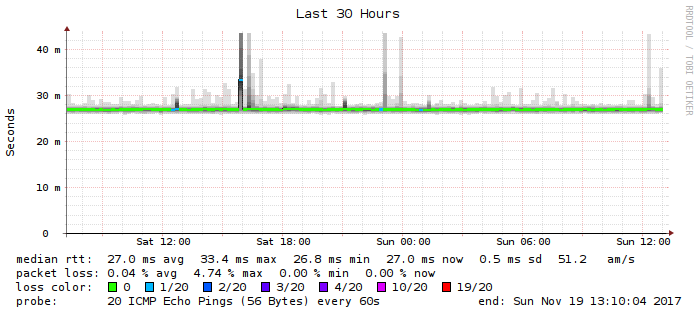 Last 30 Hours
RRDTOOL / TOBI OETIKER
Seconds
40 m
30 m
20 m
10 m
0
Sat 12:00 Sat 18:00 Sun 00:00 Sun 06:00 Sun 12:00
median rtt: 27.0 ms avg 33.4 ms max 26.8 ms min 27.0 ms now 0.5 ms sd 51.2 am/s
packet loss: 0.04 % avg 4.74 % max 0.00 % min 0.00 % now
loss color: 0 1/20 2/20 3/20 4/20 10/20 19/20
probe: 20 ICMP Echo Pings (56 Bytes) every 60s end: Sun Nov 19 13:10:04 2017